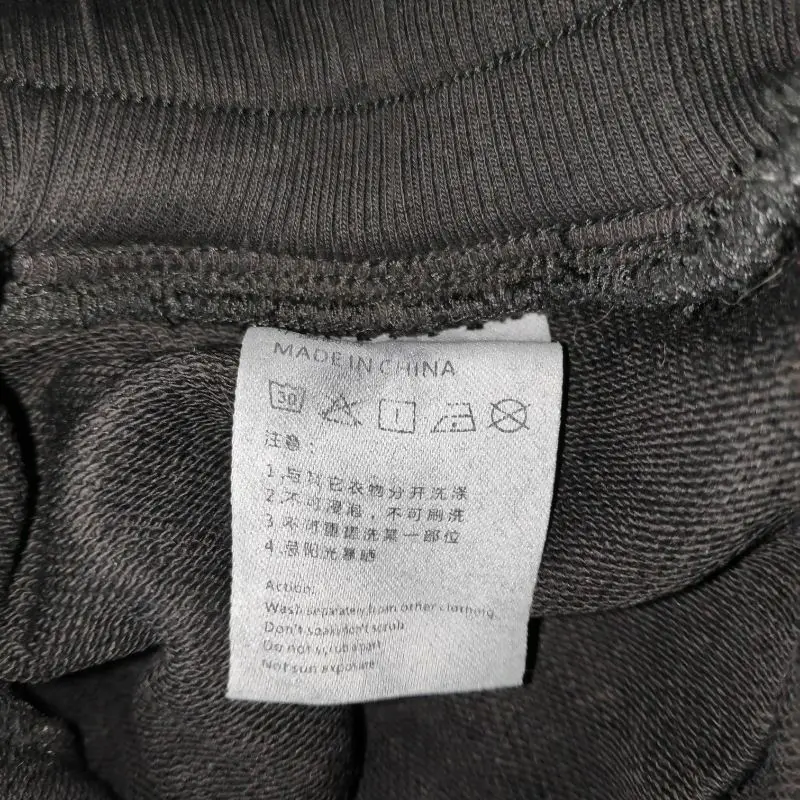 MADE IN CHINA
30
注意：
1.与其它衣物分开洗涤
2.不可浸泡，不可刷洗
3.不可重搓洗某一部位
4.忌阳光暴晒
Action:
Wash separately from other clothing.
Don't soak,don't scrub
Do not scrub apart
Not sun exposure